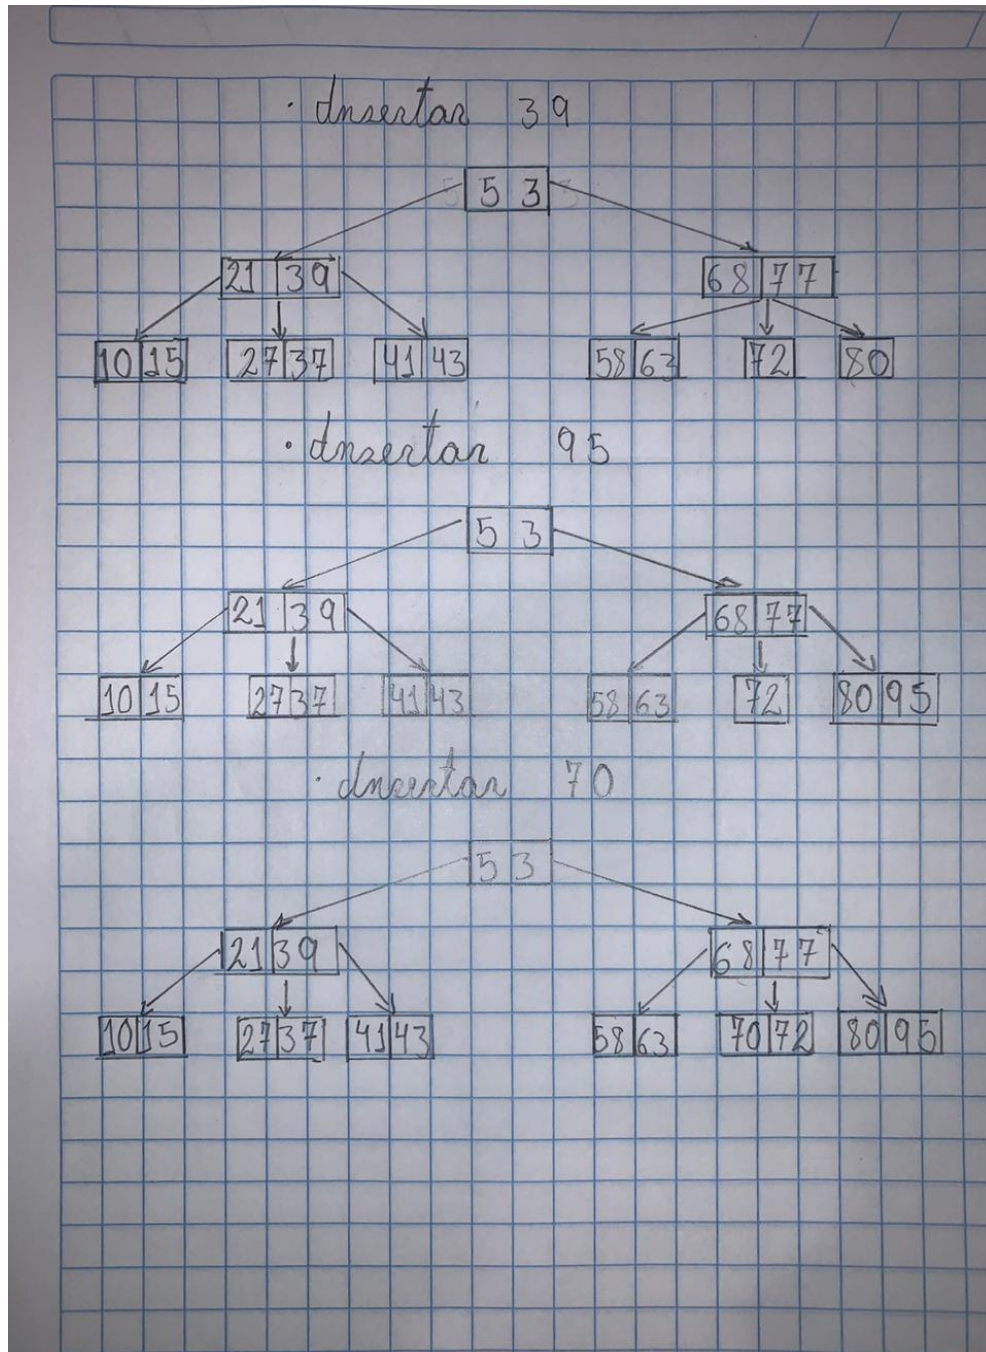 · Insertar 39
53
21 39 68 77
10 15 27 37 41 43 58 63 72 80
· Insertar 95
53
21 39 68 77
10 15 27 37 41 43 58 63 72 80 95
· Insertar 70
53
21 39 68 77
10 15 27 37 41 43 58 63 70 72 80 95